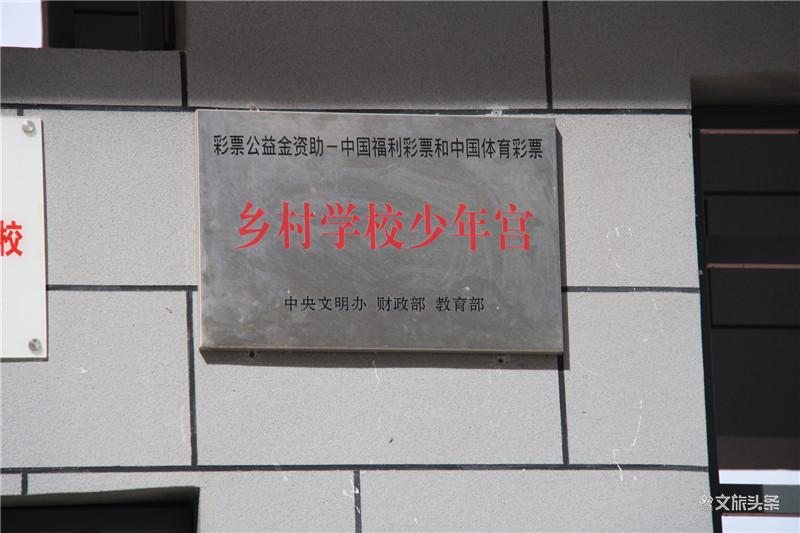 彩票公益金资助－中国福利彩票和中国体育彩票
乡村学校少年宫
中央文明办 财政部 教育部
校
文旅头条